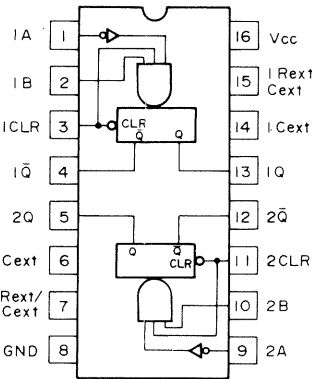 1A 1 16 Vcc
1B 2 15 1 Rext
Cext
1CLR 3 CLR Q̅ Q 14 1.Cext
1Q̅ 4 13 1Q
2Q 5 12 2Q̅
Cext 6 Q Q̅ CLR 11 2CLR
Rext/
Cext 7 10 2B
GND 8 9 2A